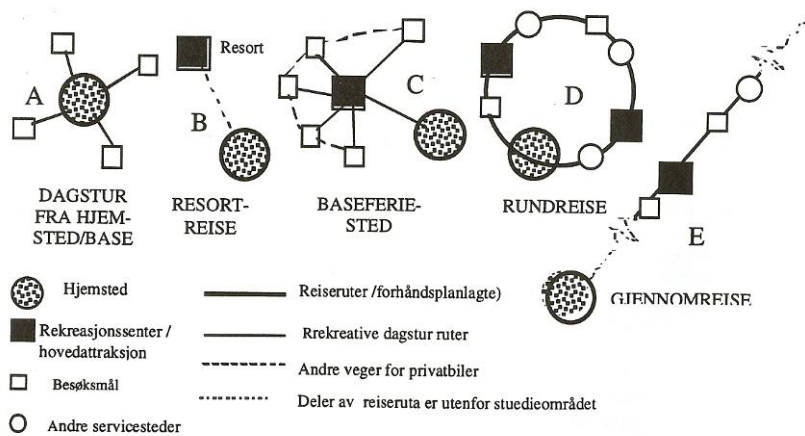 A
Resort
B
C
D
E
DAGSTUR
FRA HJEM-
STED/BASE
RESORT-
REISE
BASEFERIE-
STED
RUNDREISE
GJENNOMREISE
Hjemsted
Rekreasjonssenter /
hovedattraksjon
Besøksmål
Andre servicesteder
Reiseruter /forhåndsplanlagte)
Rrekreative dagstur ruter
Andre veger for privatbiler
Deler av reiseruta er utenfor stuedieområdet